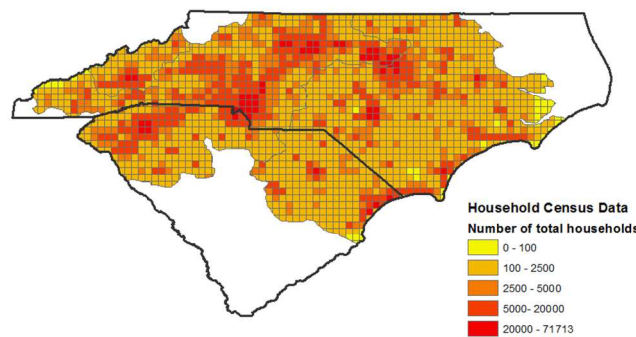 Household Census Data
Number of total households
0 - 100
100 - 2500
2500 - 5000
5000- 20000
20000 - 71713